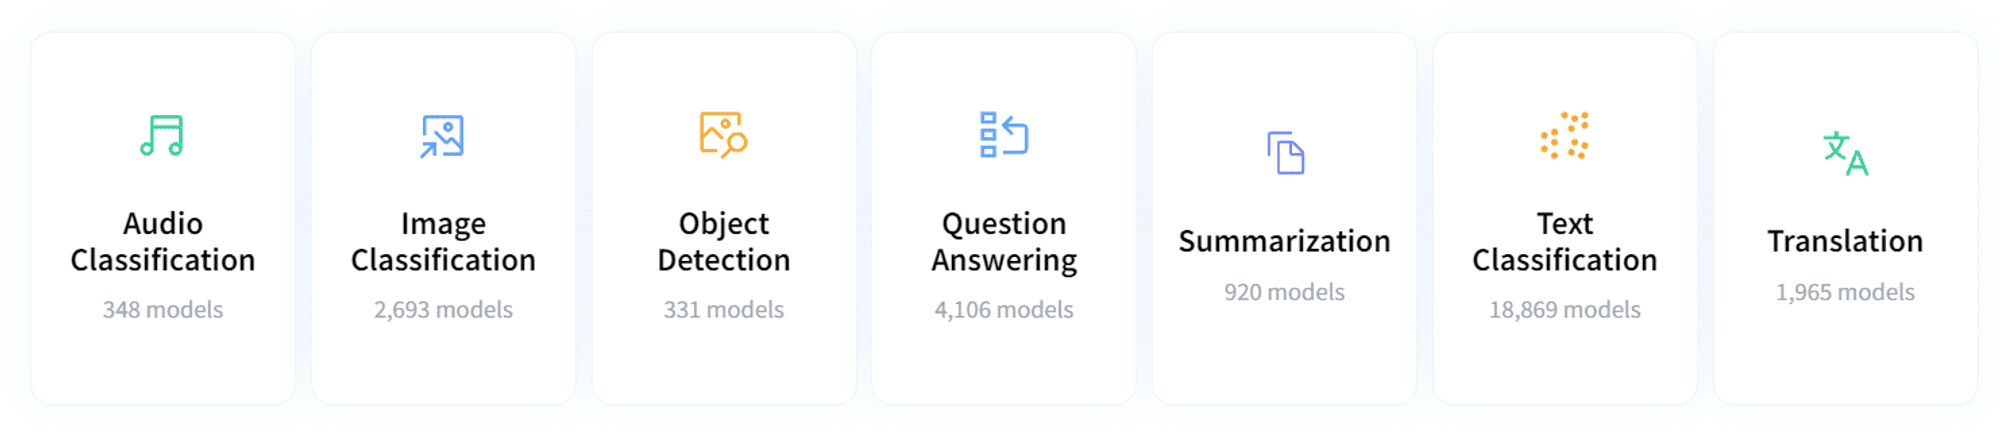 Audio
Classification
348 models
Image
Classification
2,693 models
Object
Detection
331 models
Question
Answering
4,106 models
Summarization
920 models
Text
Classification
18,869 models
文A
Translation
1,965 models